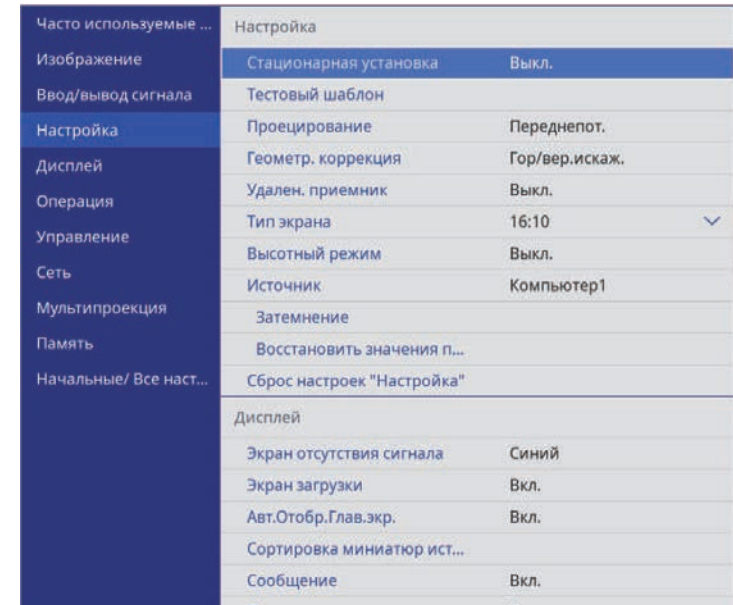 Часто используемые ...
Изображение
Ввод/вывод сигнала
Настройка
Дисплей
Операция
Управление
Сеть
Мультипроекция
Память
Начальные/ Все наст...
Настройка
Стационарная установка Выкл.
Тестовый шаблон
Проецирование Переднепот.
Геометр. коррекция Гор/вер.искаж.
Удален. приемник Выкл.
Тип экрана 16:10
Высотный режим Выкл.
Источник Компьютер1
Затемнение
Восстановить значения п...
Сброс настроек "Настройка"
Дисплей
Экран отсутствия сигнала Синий
Экран загрузки Вкл.
Авт.Отобр.Глав.экр. Вкл.
Сортировка миниатюр ист...
Сообщение Вкл.